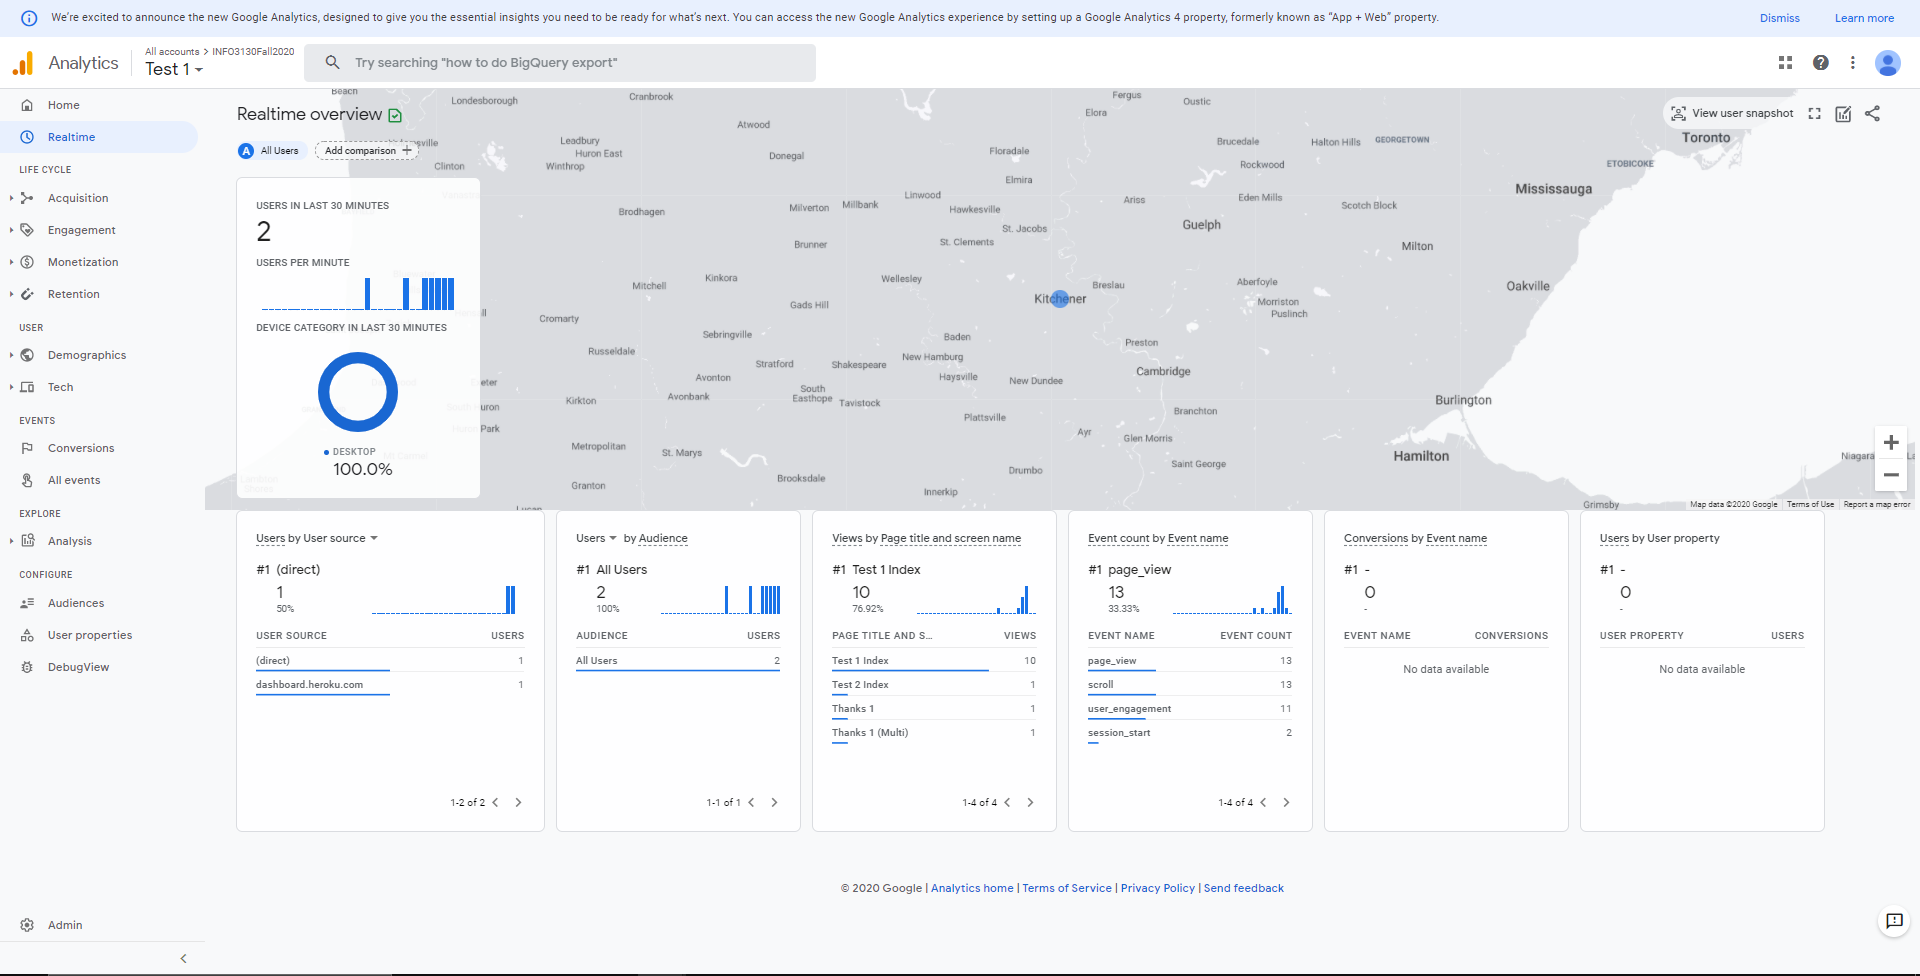 We're excited to announce the new Google Analytics, designed to give you the essential insights you need to be ready for what's next. You can access the new Google Analytics experience by setting up a Google Analytics 4 property, formerly known as "App + Web" property.
Dismiss
Learn more
Analytics
All accounts > INFO3130Fall2020
Test 1
Try searching "how to do BigQuery export"
Home
Realtime
LIFE CYCLE
Acquisition
Engagement
Monetization
Retention
USER
Demographics
Tech
EVENTS
Conversions
All events
EXPLORE
Analysis
CONFIGURE
Audiences
User properties
DebugView
Admin
Realtime overview
A All Users
Add comparison +
View user snapshot
USERS IN LAST 30 MINUTES
2
USERS PER MINUTE
DEVICE CATEGORY IN LAST 30 MINUTES
DESKTOP
100.0%
Beach
Londesborough
Cranbrook
Fergus
Elora
Oustic
Atwood
Leadbury
Huron East
Winthrop
Clinton
Donegal
Floradale
Elmira
Brucedale
Rockwood
Halton Hills
GEORGETOWN
Toronto
ETOBICOKE
Mississauga
Brodhagen
Milverton
Millbank
Linwood
Hawkesville
St. Jacobs
St. Clements
Ariss
Eden Mills
Scotch Block
Guelph
Milton
Brunner
Mitchell
Kinkora
Wellesley
Kitchener
Breslau
Aberfoyle
Morriston
Puslinch
Oakville
Gads Hill
Cromarty
Sebringville
Russeldale
Stratford
Shakespeare
Baden
New Hamburg
Haysville
New Dundee
Preston
Cambridge
Avonton
Avonbank
South
Easthope
Tavistock
Kirkton
Plattsville
Branchton
Burlington
Metropolitan
St. Marys
Ayr
Glen Morris
Saint George
Hamilton
Drumbo
Brooksdale
Innerkip
Granton
Park
Grimsby
Niagara
Map data ©2020 Google
Terms of Use
Report a map error
Users by User source
#1 (direct)
1
50%
USER SOURCE USERS
(direct) 1
dashboard.heroku.com 1
1-2 of 2
Users by Audience
#1 All Users
2
100%
AUDIENCE USERS
All Users 2
1-1 of 1
Views by Page title and screen name
#1 Test 1 Index
10
76.92%
PAGE TITLE AND S... VIEWS
Test 1 Index 10
Test 2 Index 1
Thanks 1 1
Thanks 1 (Multi) 1
1-4 of 4
Event count by Event name
#1 page_view
13
33.33%
EVENT NAME EVENT COUNT
page_view 13
scroll 13
user_engagement 11
session_start 2
1-4 of 4
Conversions by Event name
#1 -
0
-
EVENT NAME CONVERSIONS
No data available
Users by User property
#1 -
0
-
USER PROPERTY USERS
No data available
© 2020 Google | Analytics home | Terms of Service | Privacy Policy | Send feedback